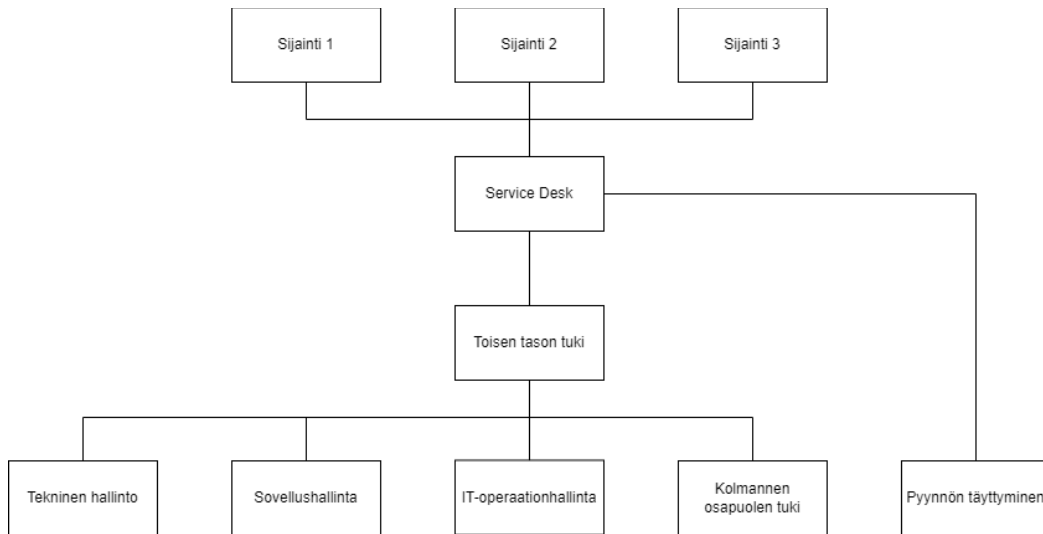 Sijainti 1
Sijainti 2
Sijainti 3
Service Desk
Toisen tason tuki
Tekninen hallinto
Sovellushallinta
IT-operaationhallinta
Kolmannen
osapuolen tuki
Pyynnön täyttyminen